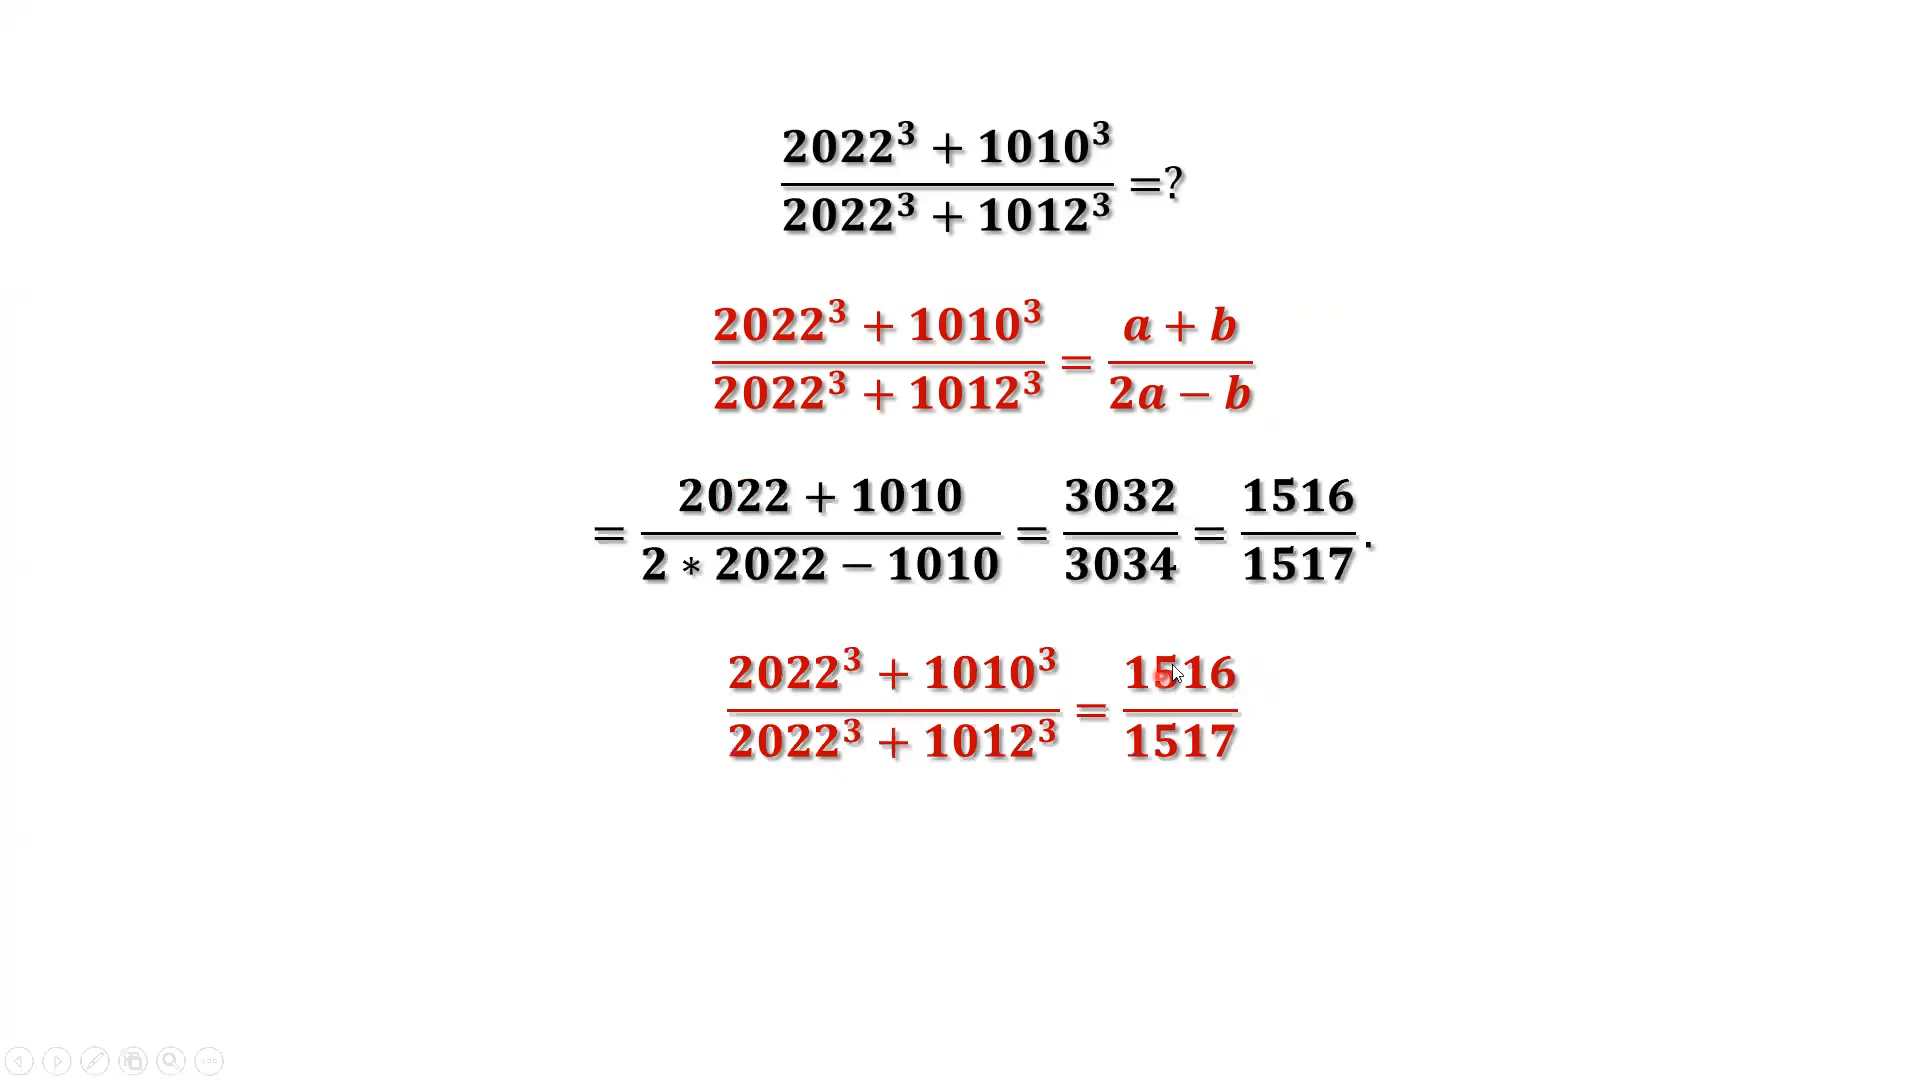 2022³ + 1010³
2022³ + 1012³
=?
2022³ + 1010³
2022³ + 1012³
=
a + b
2a − b
=
2022 + 1010
2 * 2022 − 1010
=
3032
3034
=
1516
1517
.
2022³ + 1010³
2022³ + 1012³
=
1516
1517